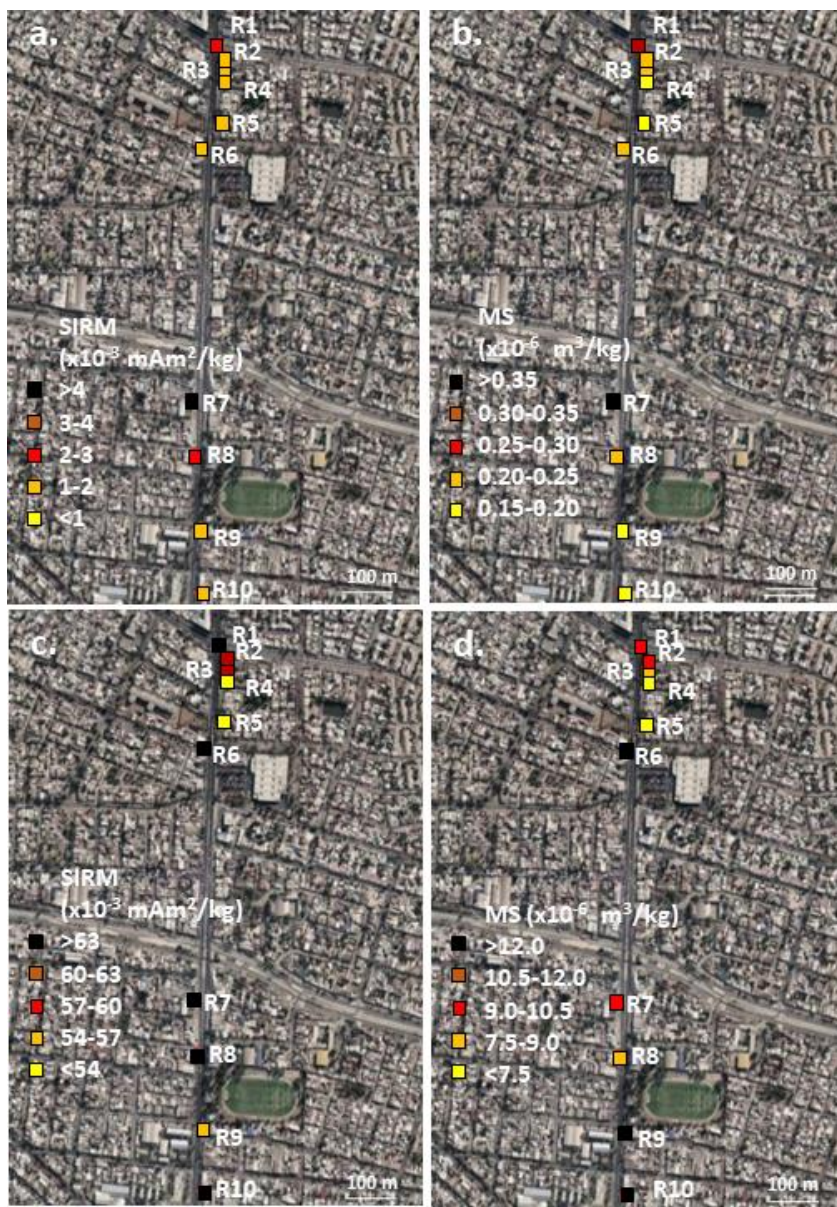 a.
R1
R2
R3
R4
R5
R6
SIRM
(x10-3 mAm2/kg)
>4
3-4
2-3
1-2
<1
R7
R8
R9
R10
100 m
b.
R1
R2
R3
R4
R5
R6
MS
(x10-6 m3/kg)
>0.35
0.30-0.35
0.25-0.30
0.20-0.25
0.15-0.20
R7
R8
R9
R10
100 m
c.
R1
R2
R3
R4
R5
R6
SIRM
(x10-3 mAm2/kg)
>63
60-63
57-60
54-57
<54
R7
R8
R9
R10
100 m
d.
R1
R2
R3
R4
R5
R6
MS (x10-6 m3/kg)
>12.0
10.5-12.0
9.0-10.5
7.5-9.0
<7.5
R7
R8
R9
R10
100 m